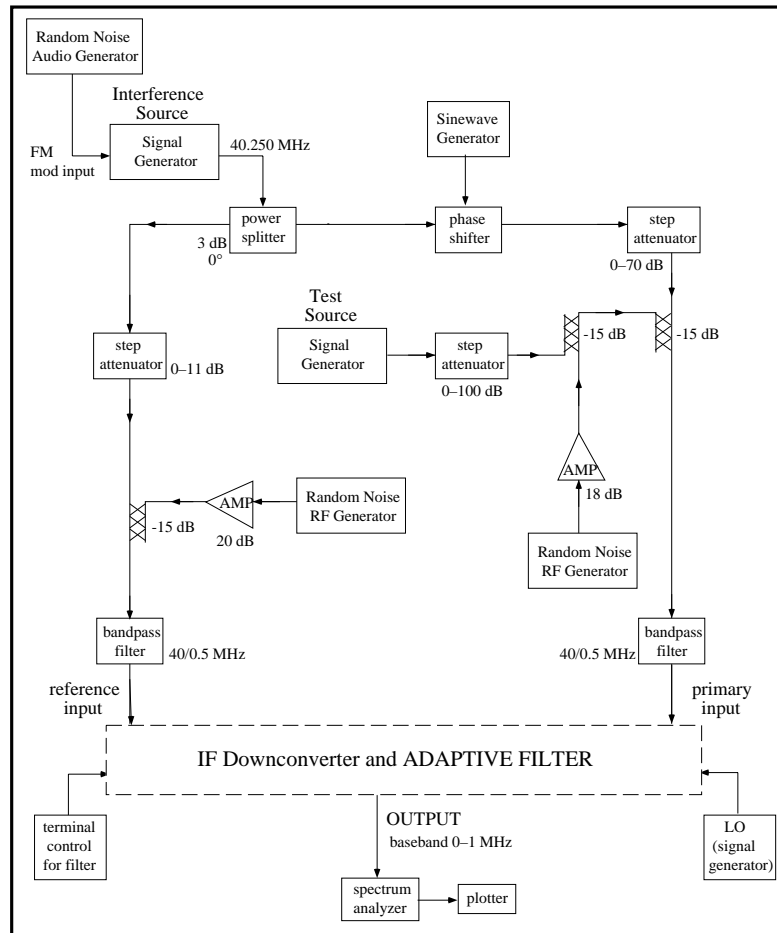 Random Noise
Audio Generator
Interference
Source
Signal
Generator
FM
mod input
40.250 MHz
Sinewave
Generator
power
splitter
3 dB
0°
phase
shifter
step
attenuator
0–70 dB
Test
Source
Signal
Generator
step
attenuator
0–100 dB
-15 dB
-15 dB
step
attenuator
0–11 dB
AMP
18 dB
-15 dB
AMP
20 dB
Random Noise
RF Generator
Random Noise
RF Generator
bandpass
filter
40/0.5 MHz
bandpass
filter
40/0.5 MHz
reference
input
primary
input
IF Downconverter and ADAPTIVE FILTER
terminal
control
for filter
OUTPUT
baseband 0–1 MHz
LO
(signal
generator)
spectrum
analyzer
plotter